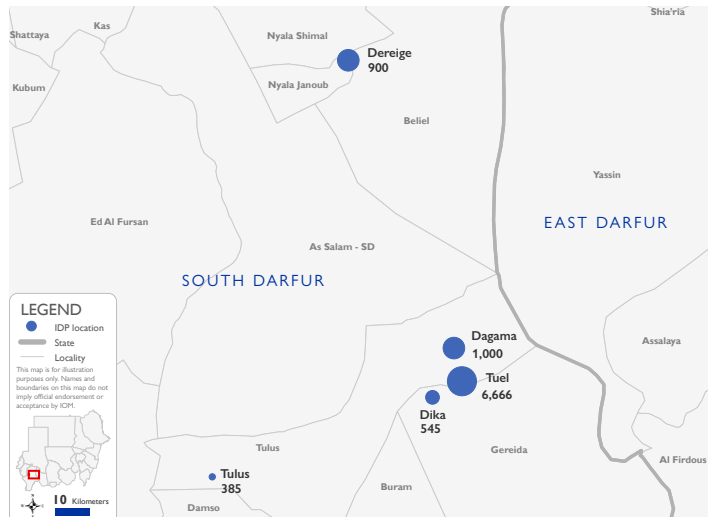 Shattaya
Kas
Nyala Shimal
Shia'ria
Dereige
900
Kubum
Nyala Janoub
Beliel
Yassin
Ed Al Fursan
EAST DARFUR
As Salam - SD
SOUTH DARFUR
LEGEND
IDP location
State
Locality
This map is for illustration
purposes only. Names and
boundaries on this map do not
imply official endorsement or
acceptance by IOM.
Dagama
1,000
Assalaya
Tuel
6,666
Dika
545
Tulus
Gereida
Al Firdous
Tulus
385
Buram
Damso
10 Kilometers